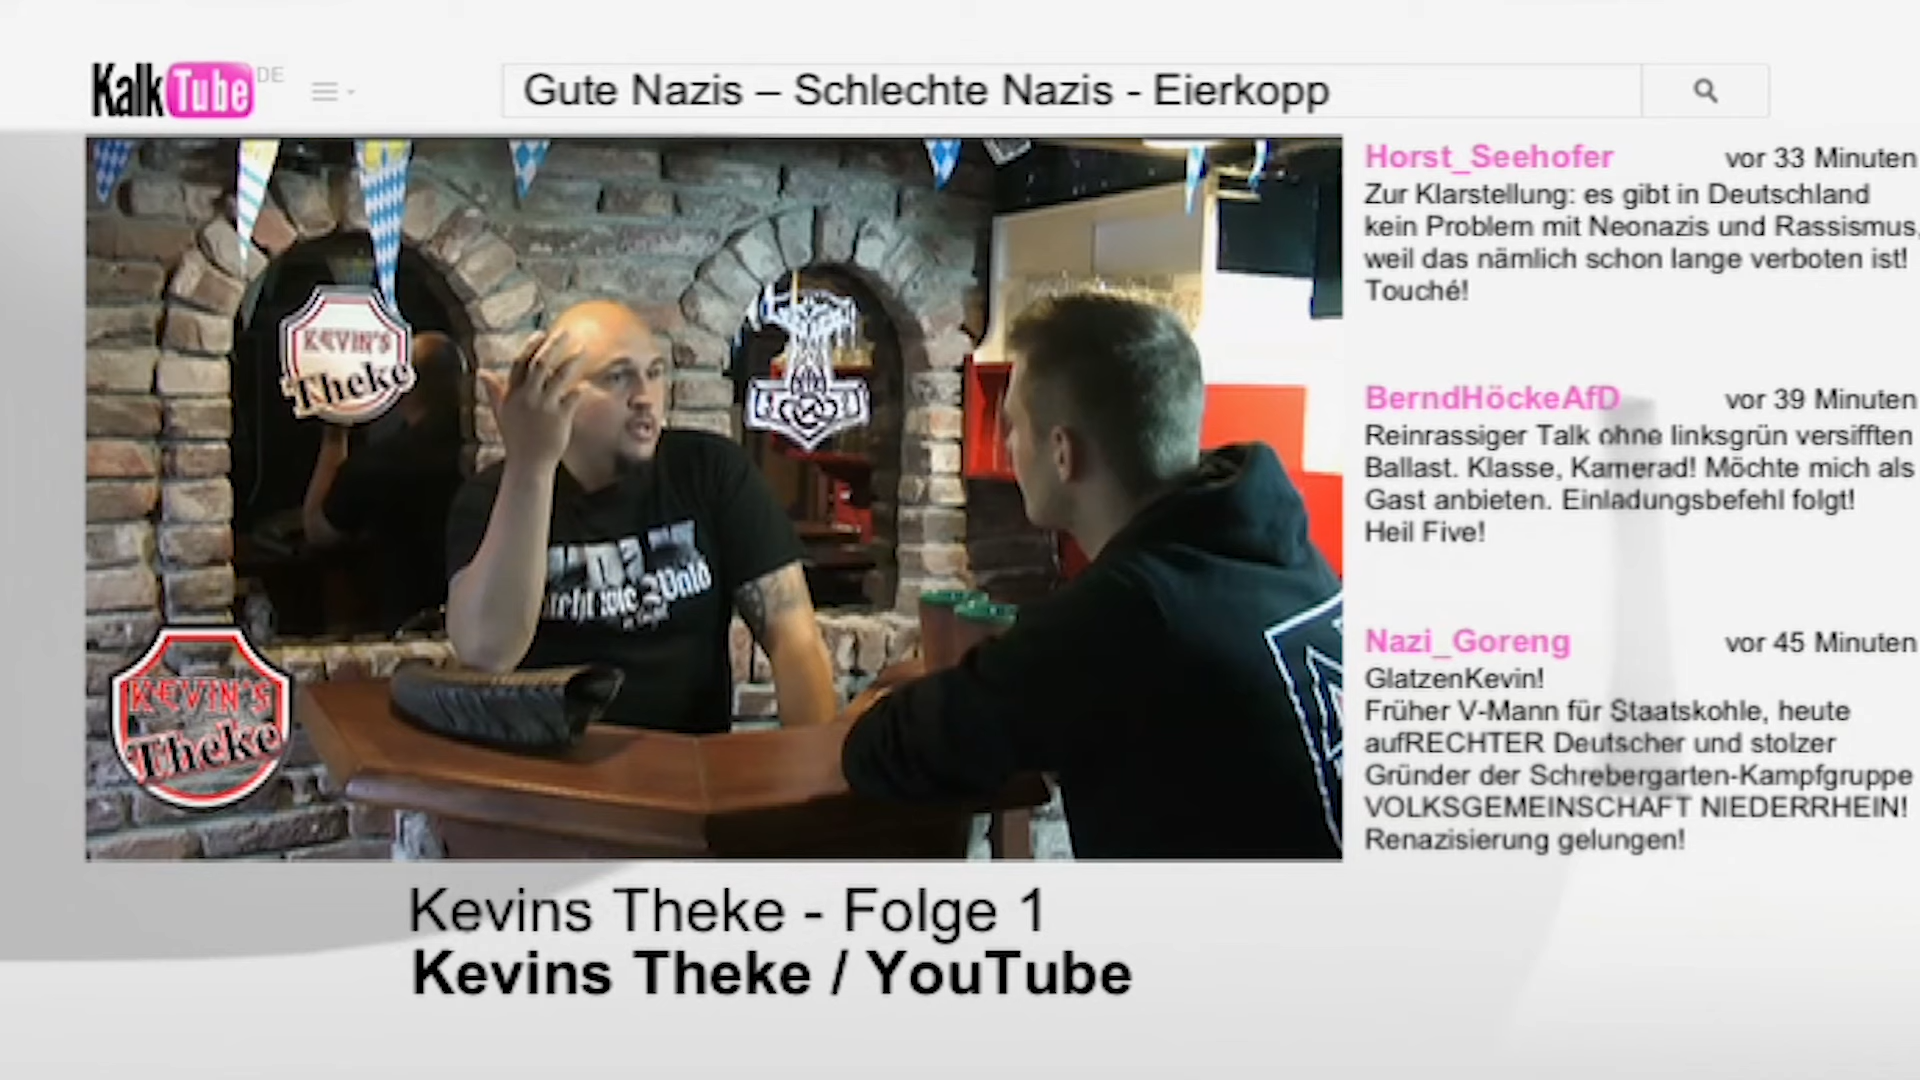 KalkTube DE
Gute Nazis – Schlechte Nazis - Eierkopp
KEVIN'S
Theke
KEVIN'S
Theke
Horst_Seehofer vor 33 Minuten
Zur Klarstellung: es gibt in Deutschland
kein Problem mit Neonazis und Rassismus,
weil das nämlich schon lange verboten ist!
Touché!
BerndHöckeAfD vor 39 Minuten
Reinrassiger Talk ohne linksgrün versifften
Ballast. Klasse, Kamerad! Möchte mich als
Gast anbieten. Einladungsbefehl folgt!
Heil Five!
Nazi_Goreng vor 45 Minuten
GlatzenKevin!
Früher V-Mann für Staatskohle, heute
aufRECHTER Deutscher und stolzer
Gründer der Schrebergarten-Kampfgruppe
VOLKSGEMEINSCHAFT NIEDERRHEIN!
Renazisierung gelungen!
Kevins Theke - Folge 1
Kevins Theke / YouTube